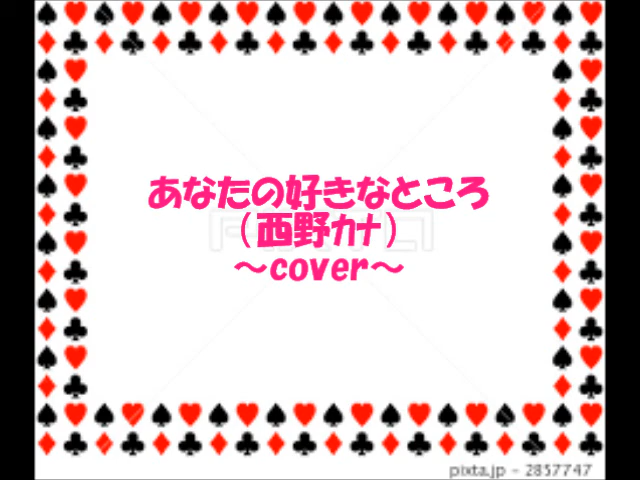 あなたの好きなところ
（西野カナ）
～cover～
pixta.jp - 2857747